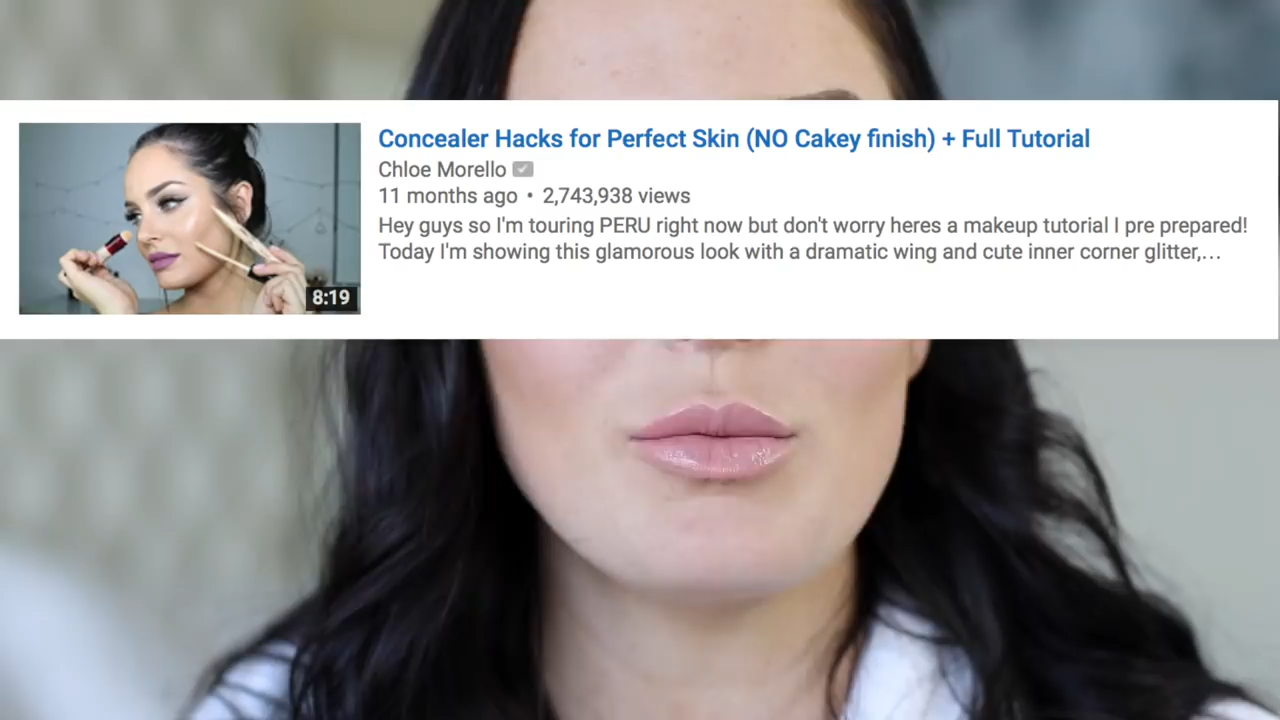 Concealer Hacks for Perfect Skin (NO Cakey finish) + Full Tutorial
Chloe Morello
11 months ago • 2,743,938 views
Hey guys so I'm touring PERU right now but don't worry heres a makeup tutorial I pre prepared!
Today I'm showing this glamorous look with a dramatic wing and cute inner corner glitter,...
8:19